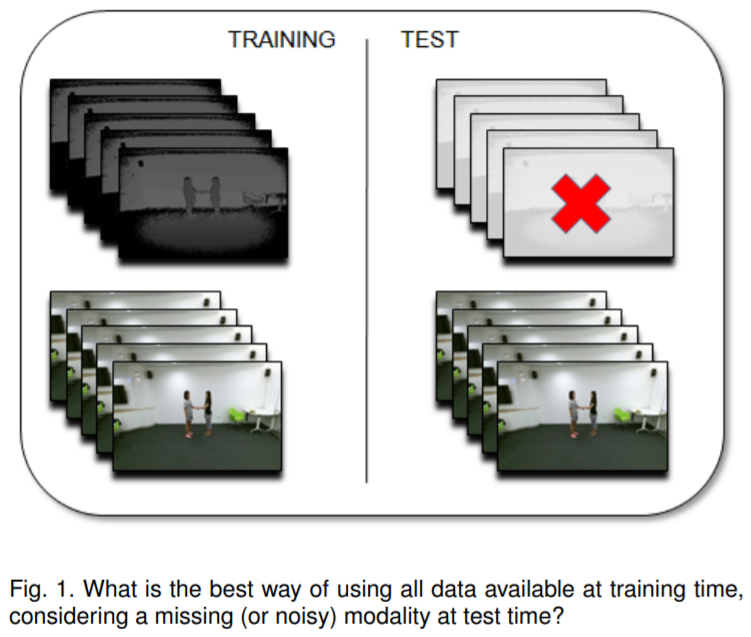 TRAINING
TEST
Fig. 1. What is the best way of using all data available at training time,
considering a missing (or noisy) modality at test time?